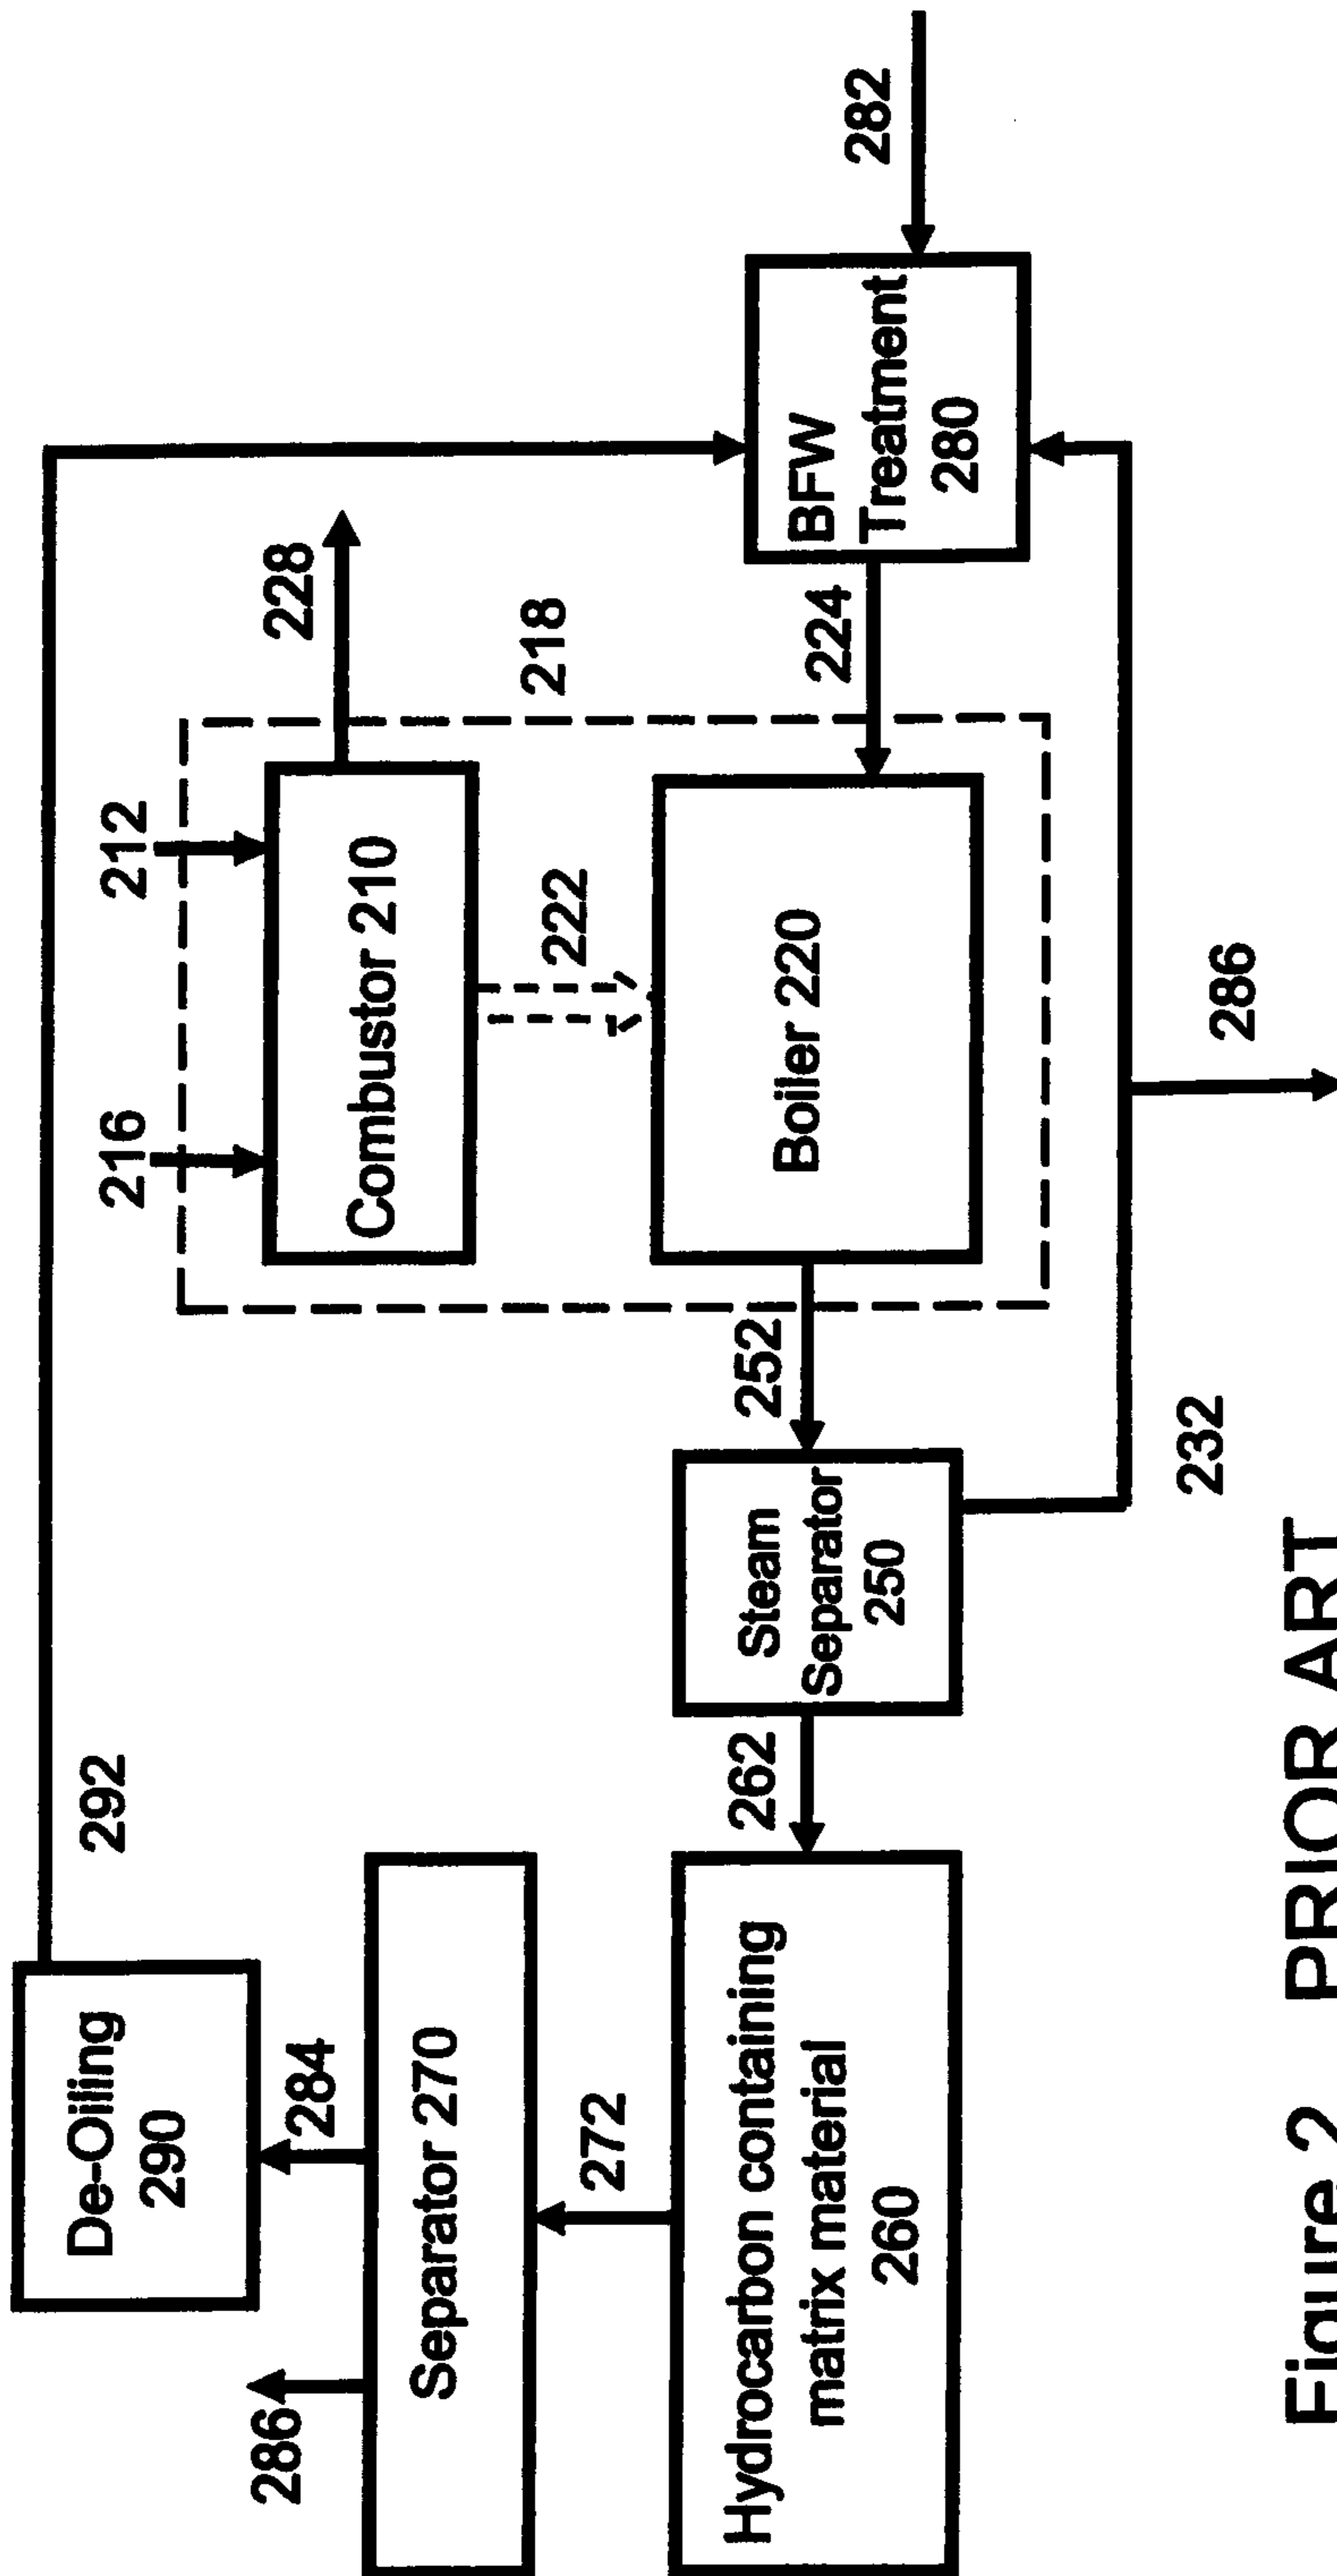 De-Oiling
290
292
216
212
286
284
228
Combustor 210
Separator 270
218
222
272
Hydrocarbon containing
matrix material
260
262
Steam
Separator
250
252
Boiler 220
224
BFW
Treatment
280
282
232
286
Figure 2 PRIOR ART